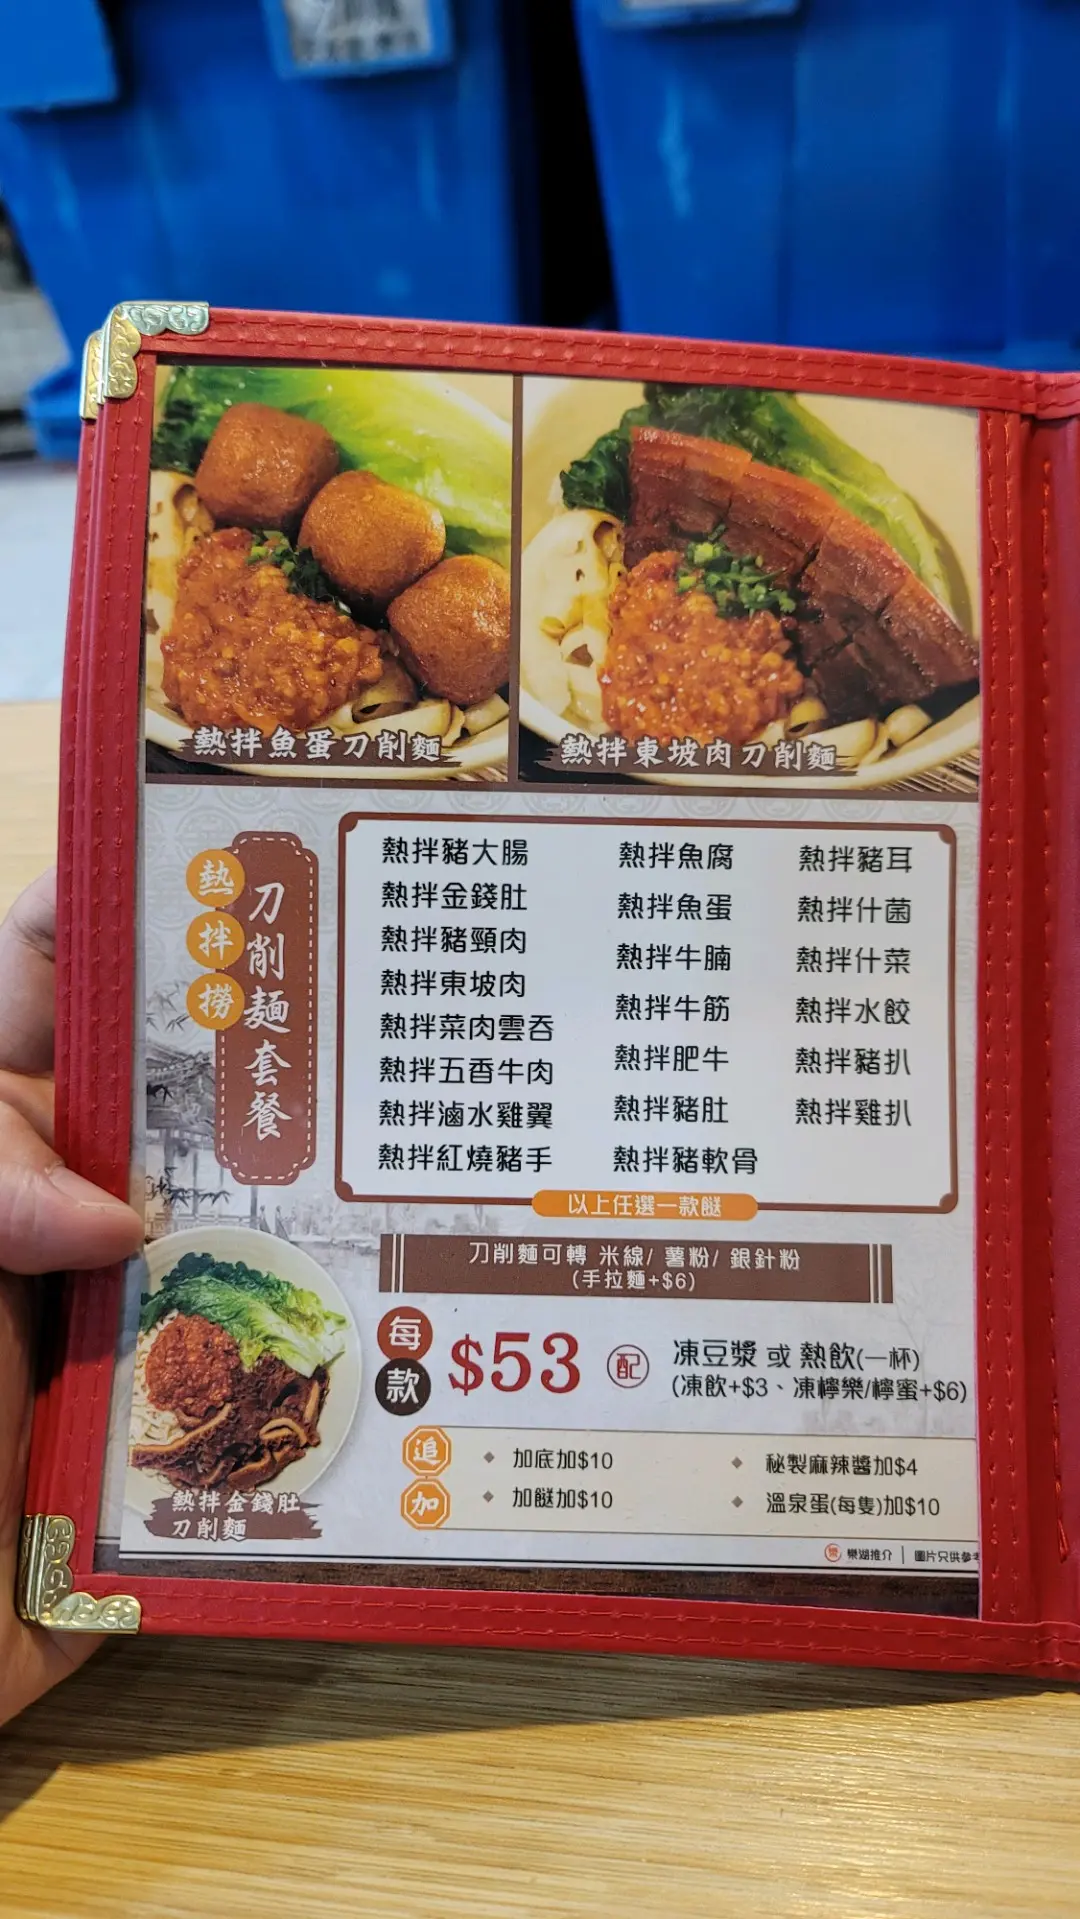 熱拌魚蛋刀削麵
熱拌東坡肉刀削麵
熱拌撈
刀削麵套餐
熱拌豬大腸
熱拌金錢肚
熱拌豬頸肉
熱拌東坡肉
熱拌菜肉雲吞
熱拌五香牛肉
熱拌滷水雞翼
熱拌紅燒豬手
熱拌魚腐
熱拌魚蛋
熱拌牛腩
熱拌牛筋
熱拌肥牛
熱拌豬肚
熱拌豬軟骨
熱拌豬耳
熱拌什菌
熱拌什菜
熱拌水餃
熱拌豬扒
熱拌雞扒
以上任選一款餸
刀削麵可轉 米線/ 薯粉/ 銀針粉
(手拉麵+$6)
每款 $53 配
凍豆漿 或 熱飲(一杯)
(凍飲+$3、凍檸樂/檸蜜+$6)
追加
加底加$10
加餸加$10
秘製麻辣醬加$4
溫泉蛋(每隻)加$10
熱拌金錢肚
刀削麵
樂湖推介 | 圖片只供參考